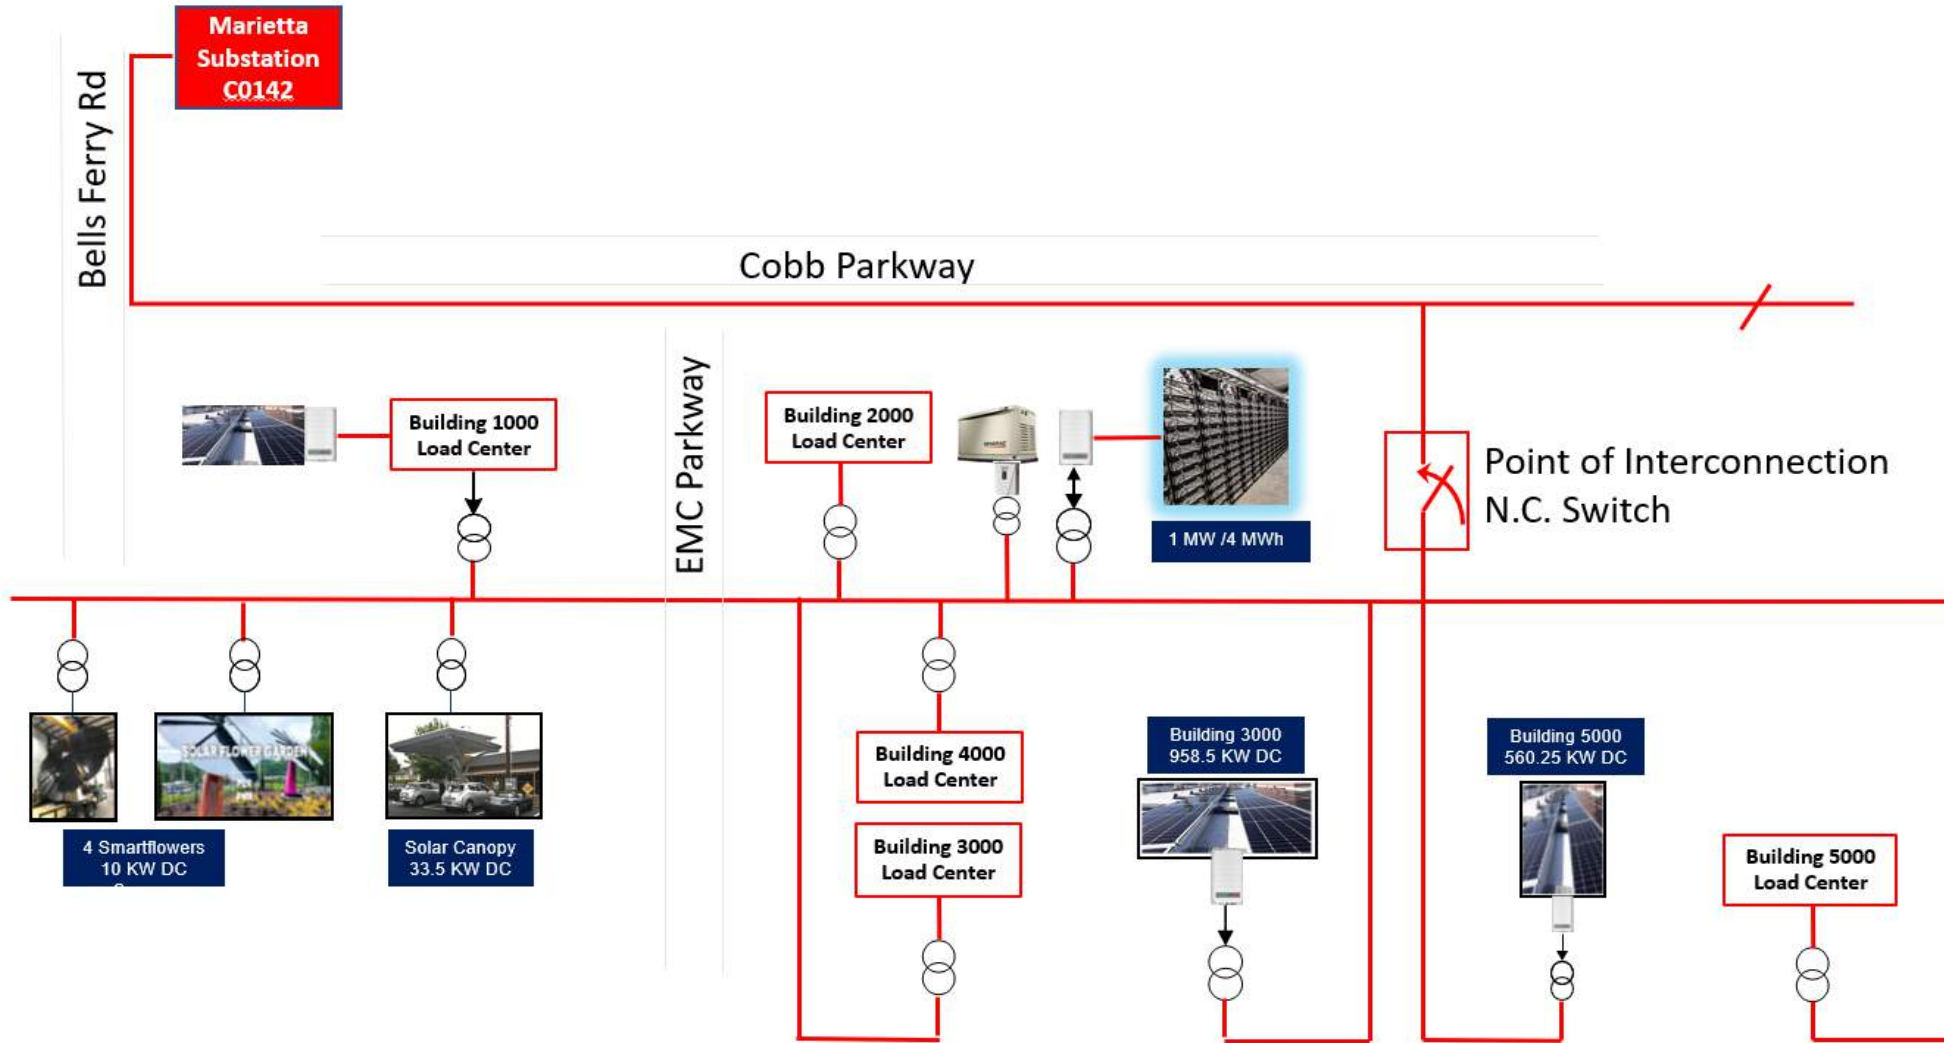 Marietta
Substation
C0142
Bells Ferry Rd
Cobb Parkway
EMC Parkway
Building 1000
Load Center
Building 2000
Load Center
1 MW /4 MWh
Point of Interconnection
N.C. Switch
SOLAR FLOWER GARDEN
4 Smartflowers
10 KW DC
Solar Canopy
33.5 KW DC
Building 4000
Load Center
Building 3000
Load Center
Building 3000
958.5 KW DC
Building 5000
560.25 KW DC
Building 5000
Load Center